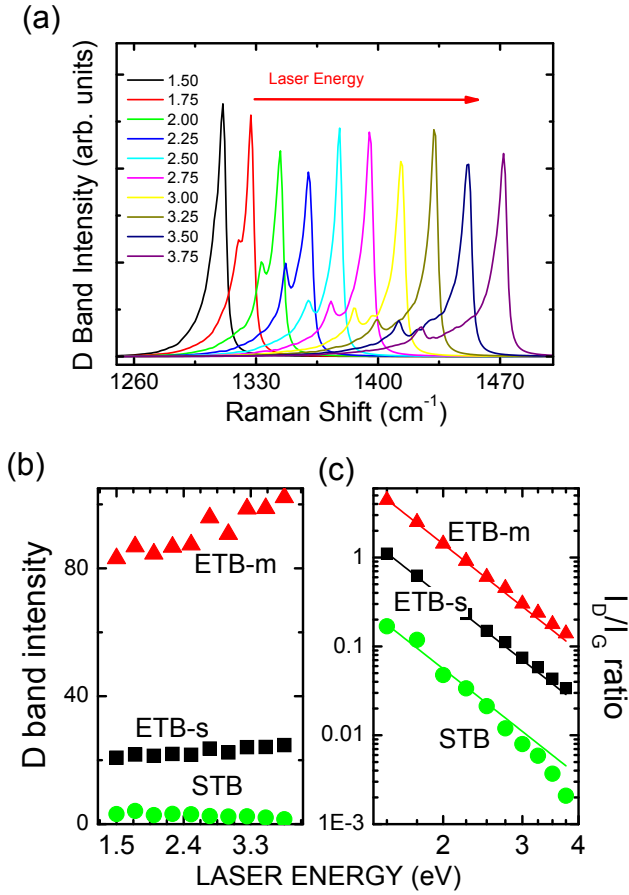 (a)
D Band Intensity (arb. units)
Laser Energy
1.50
1.75
2.00
2.25
2.50
2.75
3.00
3.25
3.50
3.75
1260 1330 1400 1470
Raman Shift (cm⁻¹)
(b)
D band intensity
80
40
0
ETB-m
ETB-s
STB
1.5 2.4 3.3
(c)
1
0.1
0.01
1E-3
ETB-m
ETB-s
STB
2 3 4
I_D/I_G ratio
LASER ENERGY (eV)